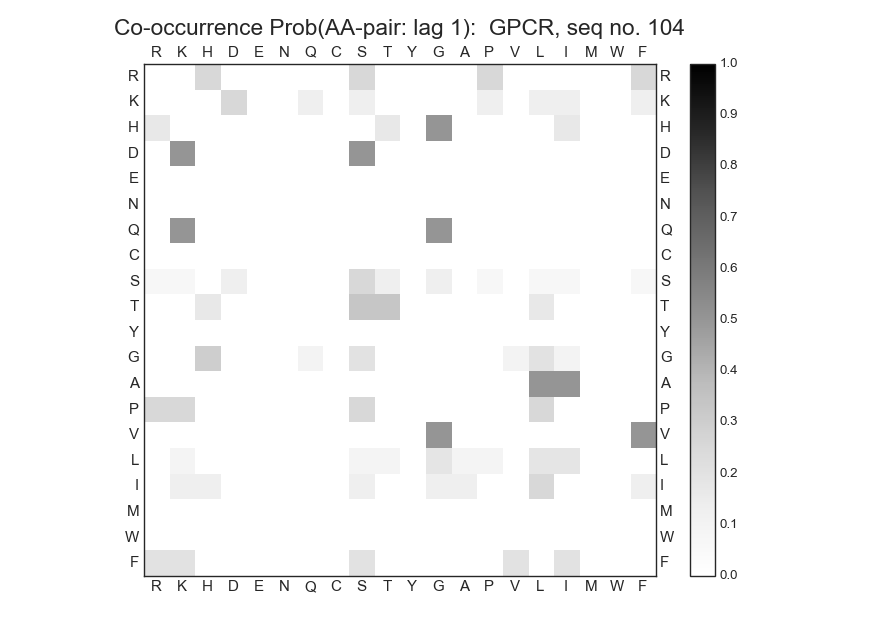 Co-occurrence Prob(AA-pair: lag 1):  GPCR, seq no. 104
R K H D E N Q C S T Y G A P V L I M W F
1.0
R R
K K
0.9
H H
D D
0.8
E E
N N
0.7
Q Q
C C
0.6
S S
T T
0.5
Y Y
G G
0.4
A A
P P
0.3
V V
L L
0.2
I I
M M
0.1
W W
F F
0.0
R K H D E N Q C S T Y G A P V L I M W F